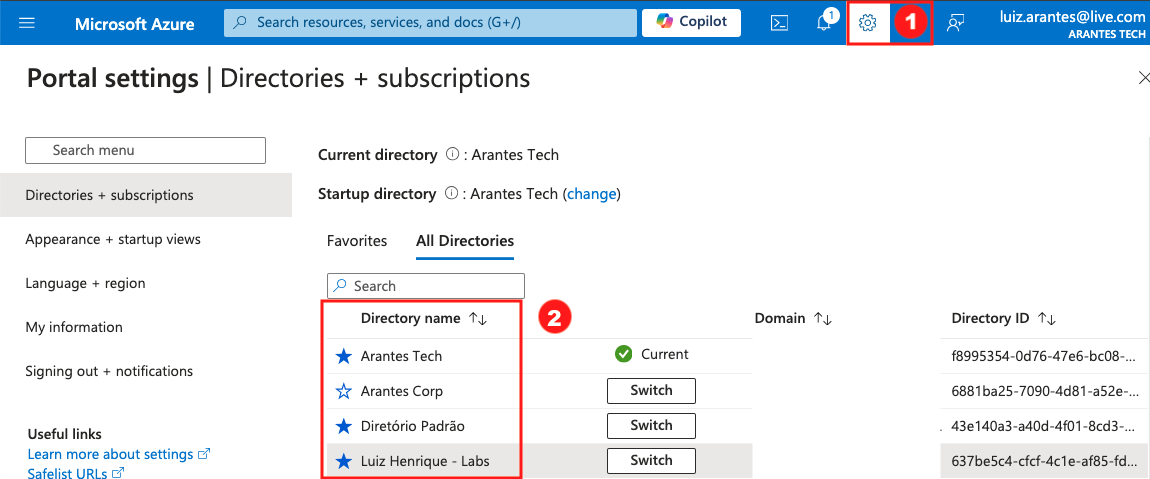 Microsoft Azure
Search resources, services, and docs (G+/)
Copilot
1
1
luiz.arantes@live.com
ARANTES TECH
Portal settings | Directories + subscriptions
Search menu
Directories + subscriptions
Appearance + startup views
Language + region
My information
Signing out + notifications
Useful links
Learn more about settings
Safelist URLs
Current directory : Arantes Tech
Startup directory : Arantes Tech (change)
Favorites All Directories
Search
2
Directory name Domain Directory ID
Arantes Tech Current f8995354-0d76-47e6-bc08-...
Arantes Corp Switch 6881ba25-7090-4d81-a52e-...
Diretório Padrão Switch 43e140a3-a40d-4f01-8cd3-...
Luiz Henrique - Labs Switch 637be5c4-cfcf-4c1e-af85-fd...